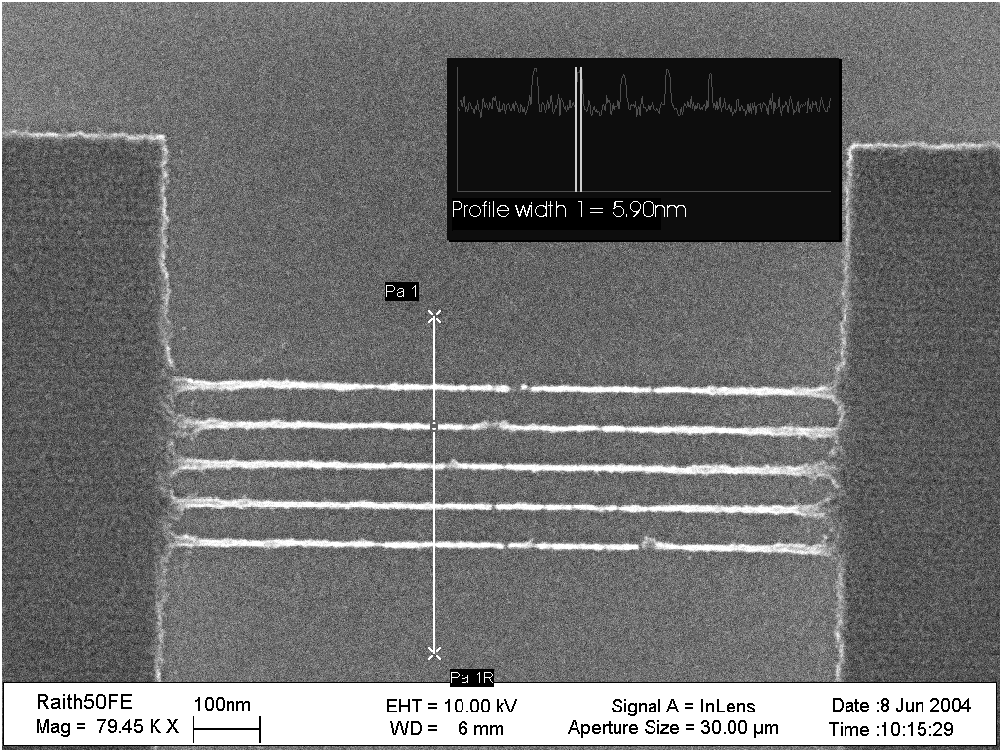 Profile width 1= 5.90nm
Pa 1
Pa 1R
Raith50FE 100nm EHT = 10.00 kV Signal A = InLens Date :8 Jun 2004
Mag = 79.45 K X WD = 6 mm Aperture Size = 30.00 µm Time :10:15:29